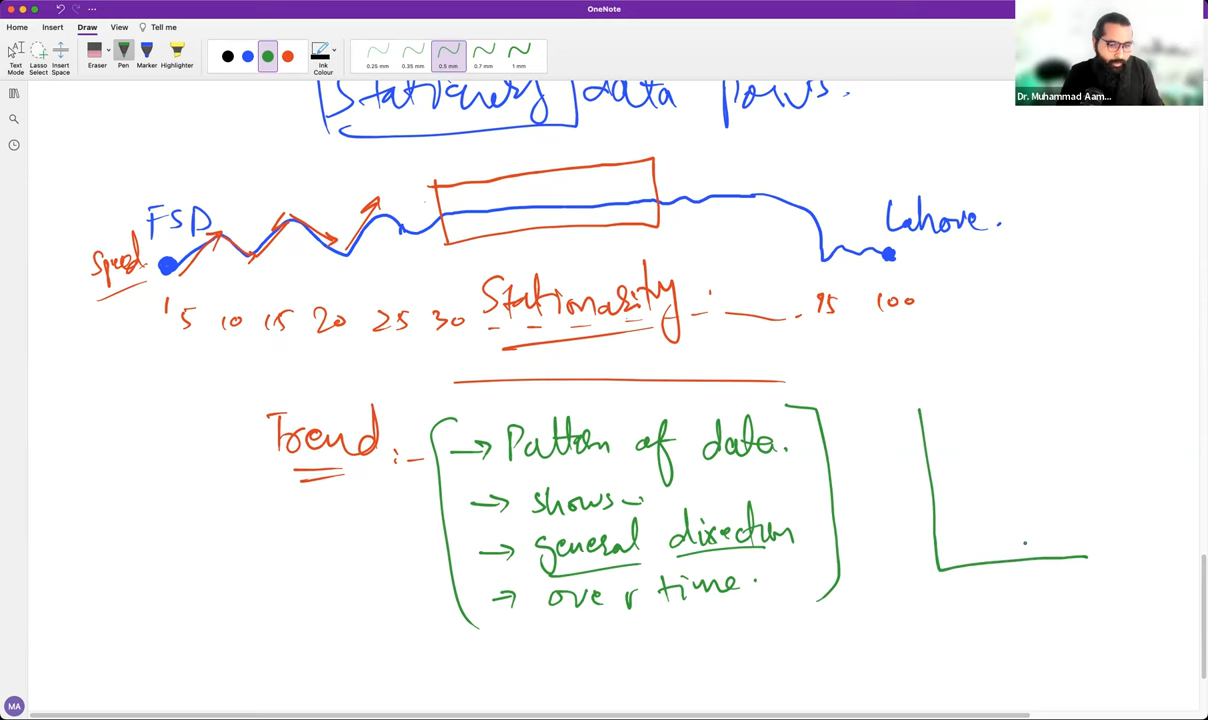 OneNote
Home Insert Draw View Tell me
Text Mode Lasso Select Insert Space Eraser Pen Marker Highlighter Ink Colour 0.25 mm 0.35 mm 0.5 mm 0.7 mm 1 mm
Dr. Muhammad Aam...
Stationery data points.
FSD
Lahore.
Speed
1 5 10 15 20 25 30 Stationarity :- 95 100
Trend :- → Pattern of data.
→ shows
→ general direction
→ over time.
MA